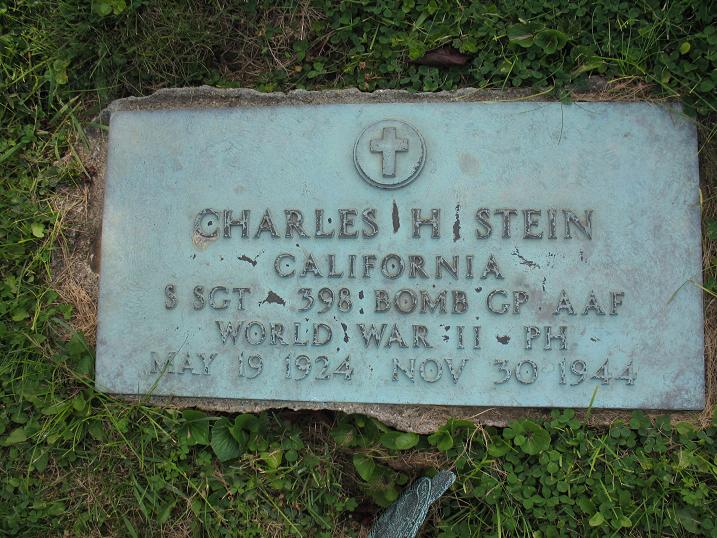 CHARLES H STEIN
CALIFORNIA
S SGT 398 BOMB GP AAF
WORLD WAR II PH
MAY 19 1924 NOV 30 1944